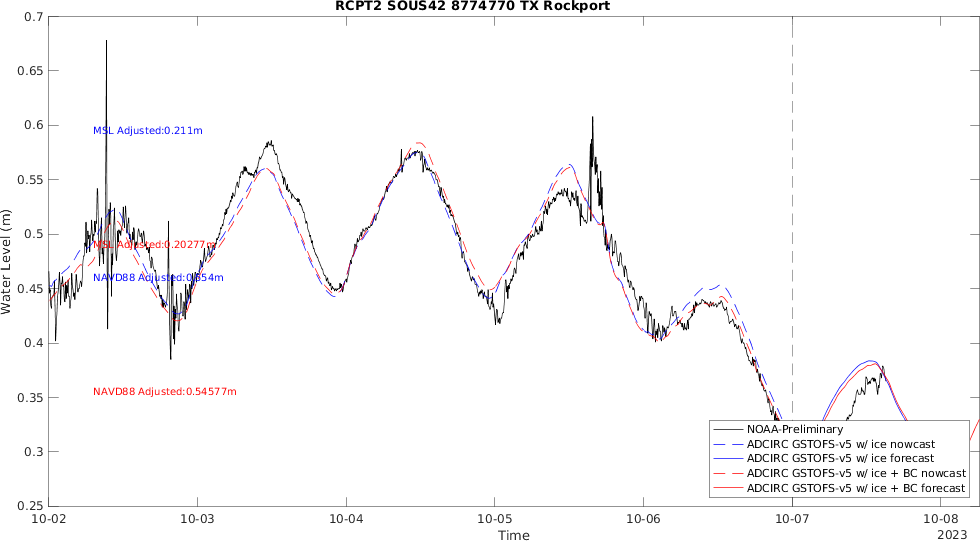 RCPT2 SOUS42 8774770 TX Rockport
0.7
0.65
0.6
0.55
0.5
0.45
0.4
0.35
0.3
0.25
Water Level (m)
MSL Adjusted:0.211m
MSL Adjusted:0.20277m
NAVD88 Adjusted:0.554m
NAVD88 Adjusted:0.54577m
NOAA-Preliminary
ADCIRC GSTOFS-v5 w/ ice nowcast
ADCIRC GSTOFS-v5 w/ ice forecast
ADCIRC GSTOFS-v5 w/ ice + BC nowcast
ADCIRC GSTOFS-v5 w/ ice + BC forecast
10-02 10-03 10-04 10-05 10-06 10-07 10-08
Time
2023